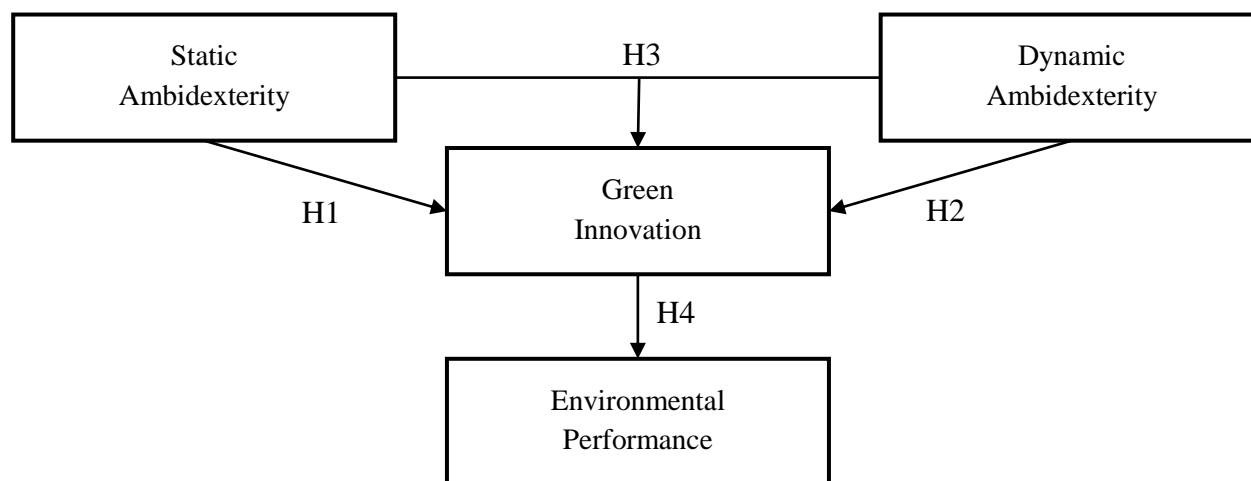 Static
Ambidexterity
H3
Dynamic
Ambidexterity
Green
Innovation
H1
H2
H4
Environmental
Performance